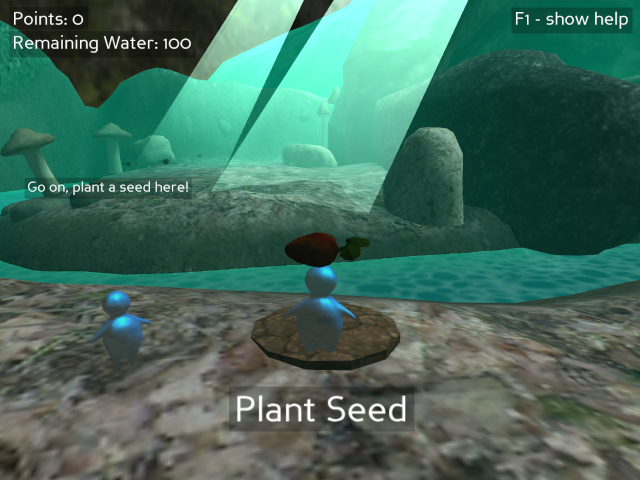 Points: 0
Remaining Water: 100
F1 - show help
Go on, plant a seed here!
Plant Seed